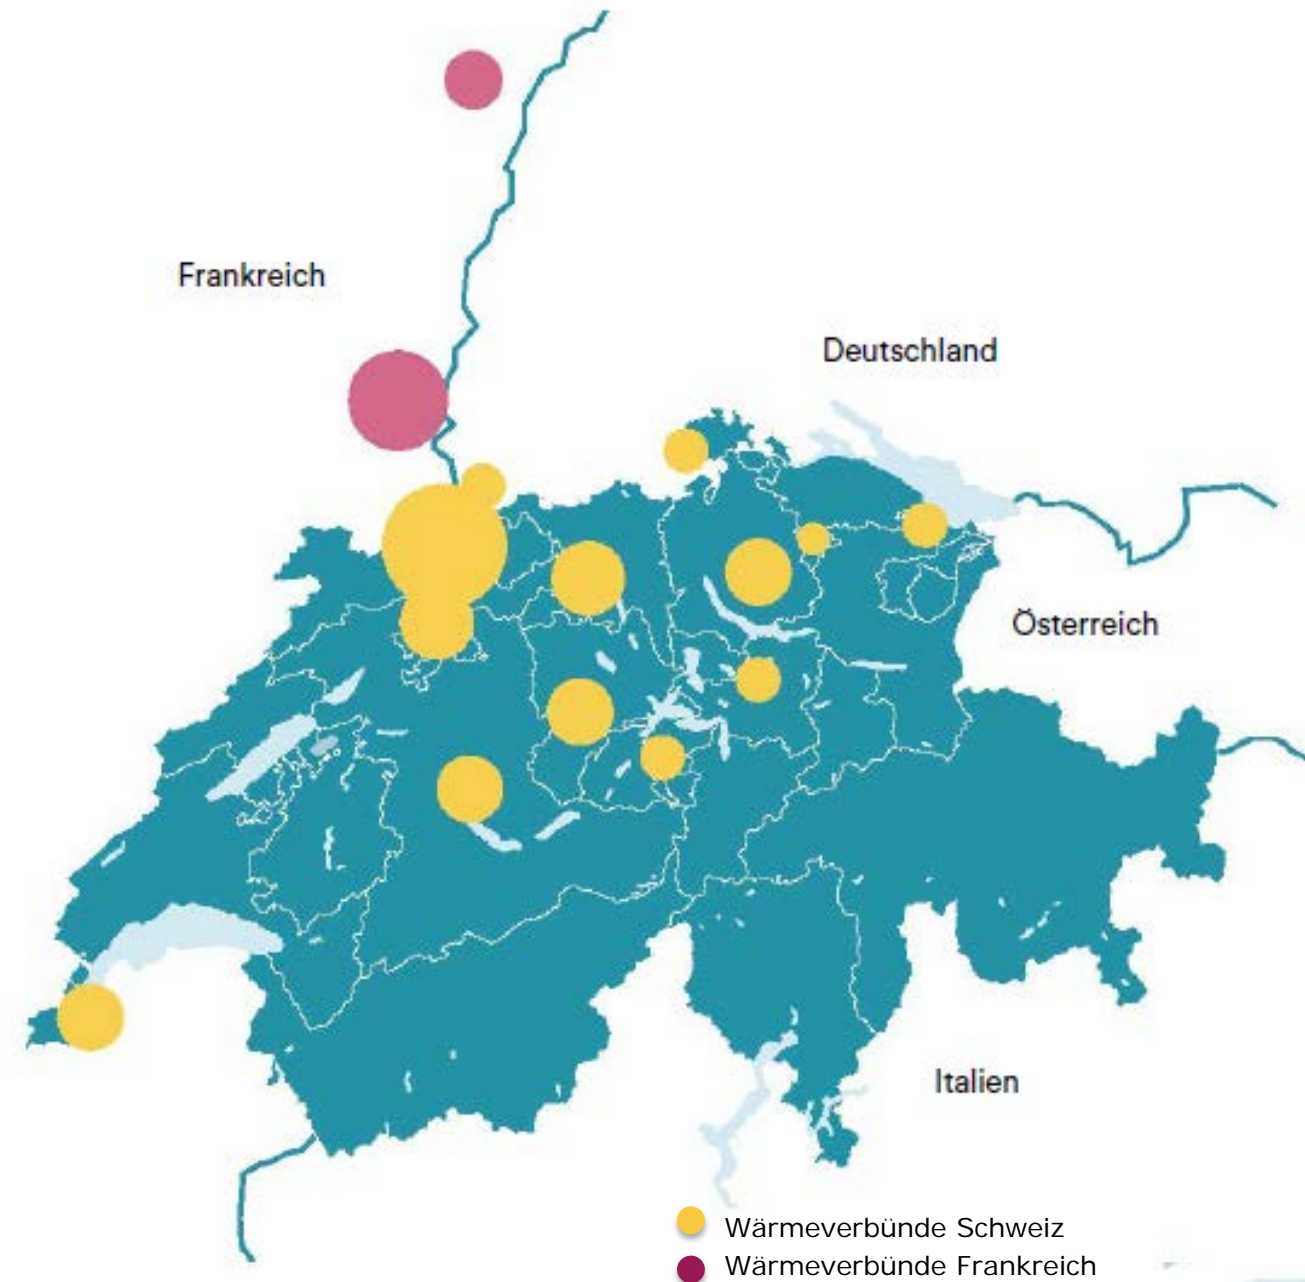 Frankreich
Deutschland
Österreich
Italien
Wärmeverbünde Schweiz
Wärmeverbünde Frankreich